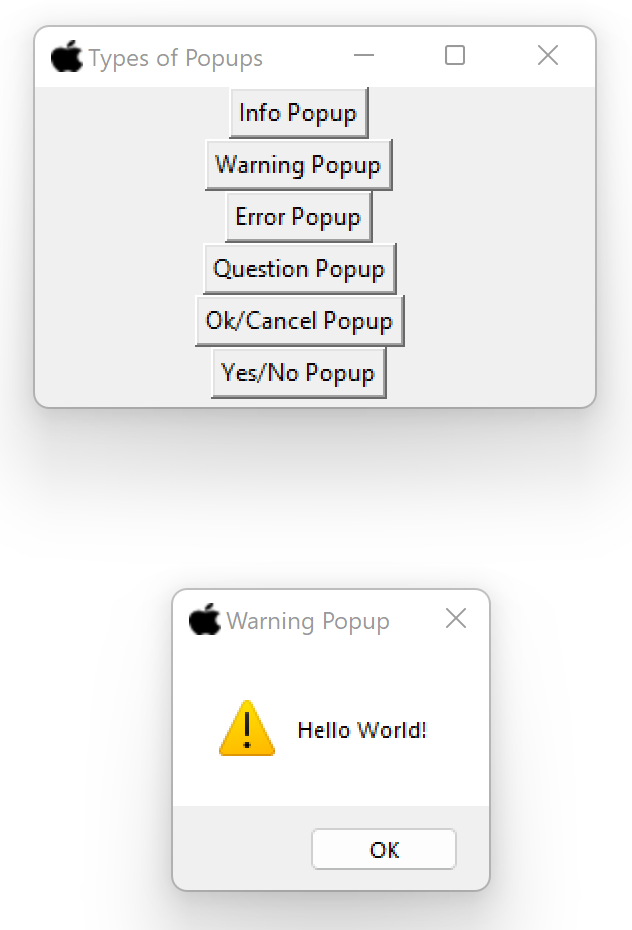 Types of Popups
Info Popup
Warning Popup
Error Popup
Question Popup
Ok/Cancel Popup
Yes/No Popup
Warning Popup
Hello World!
OK